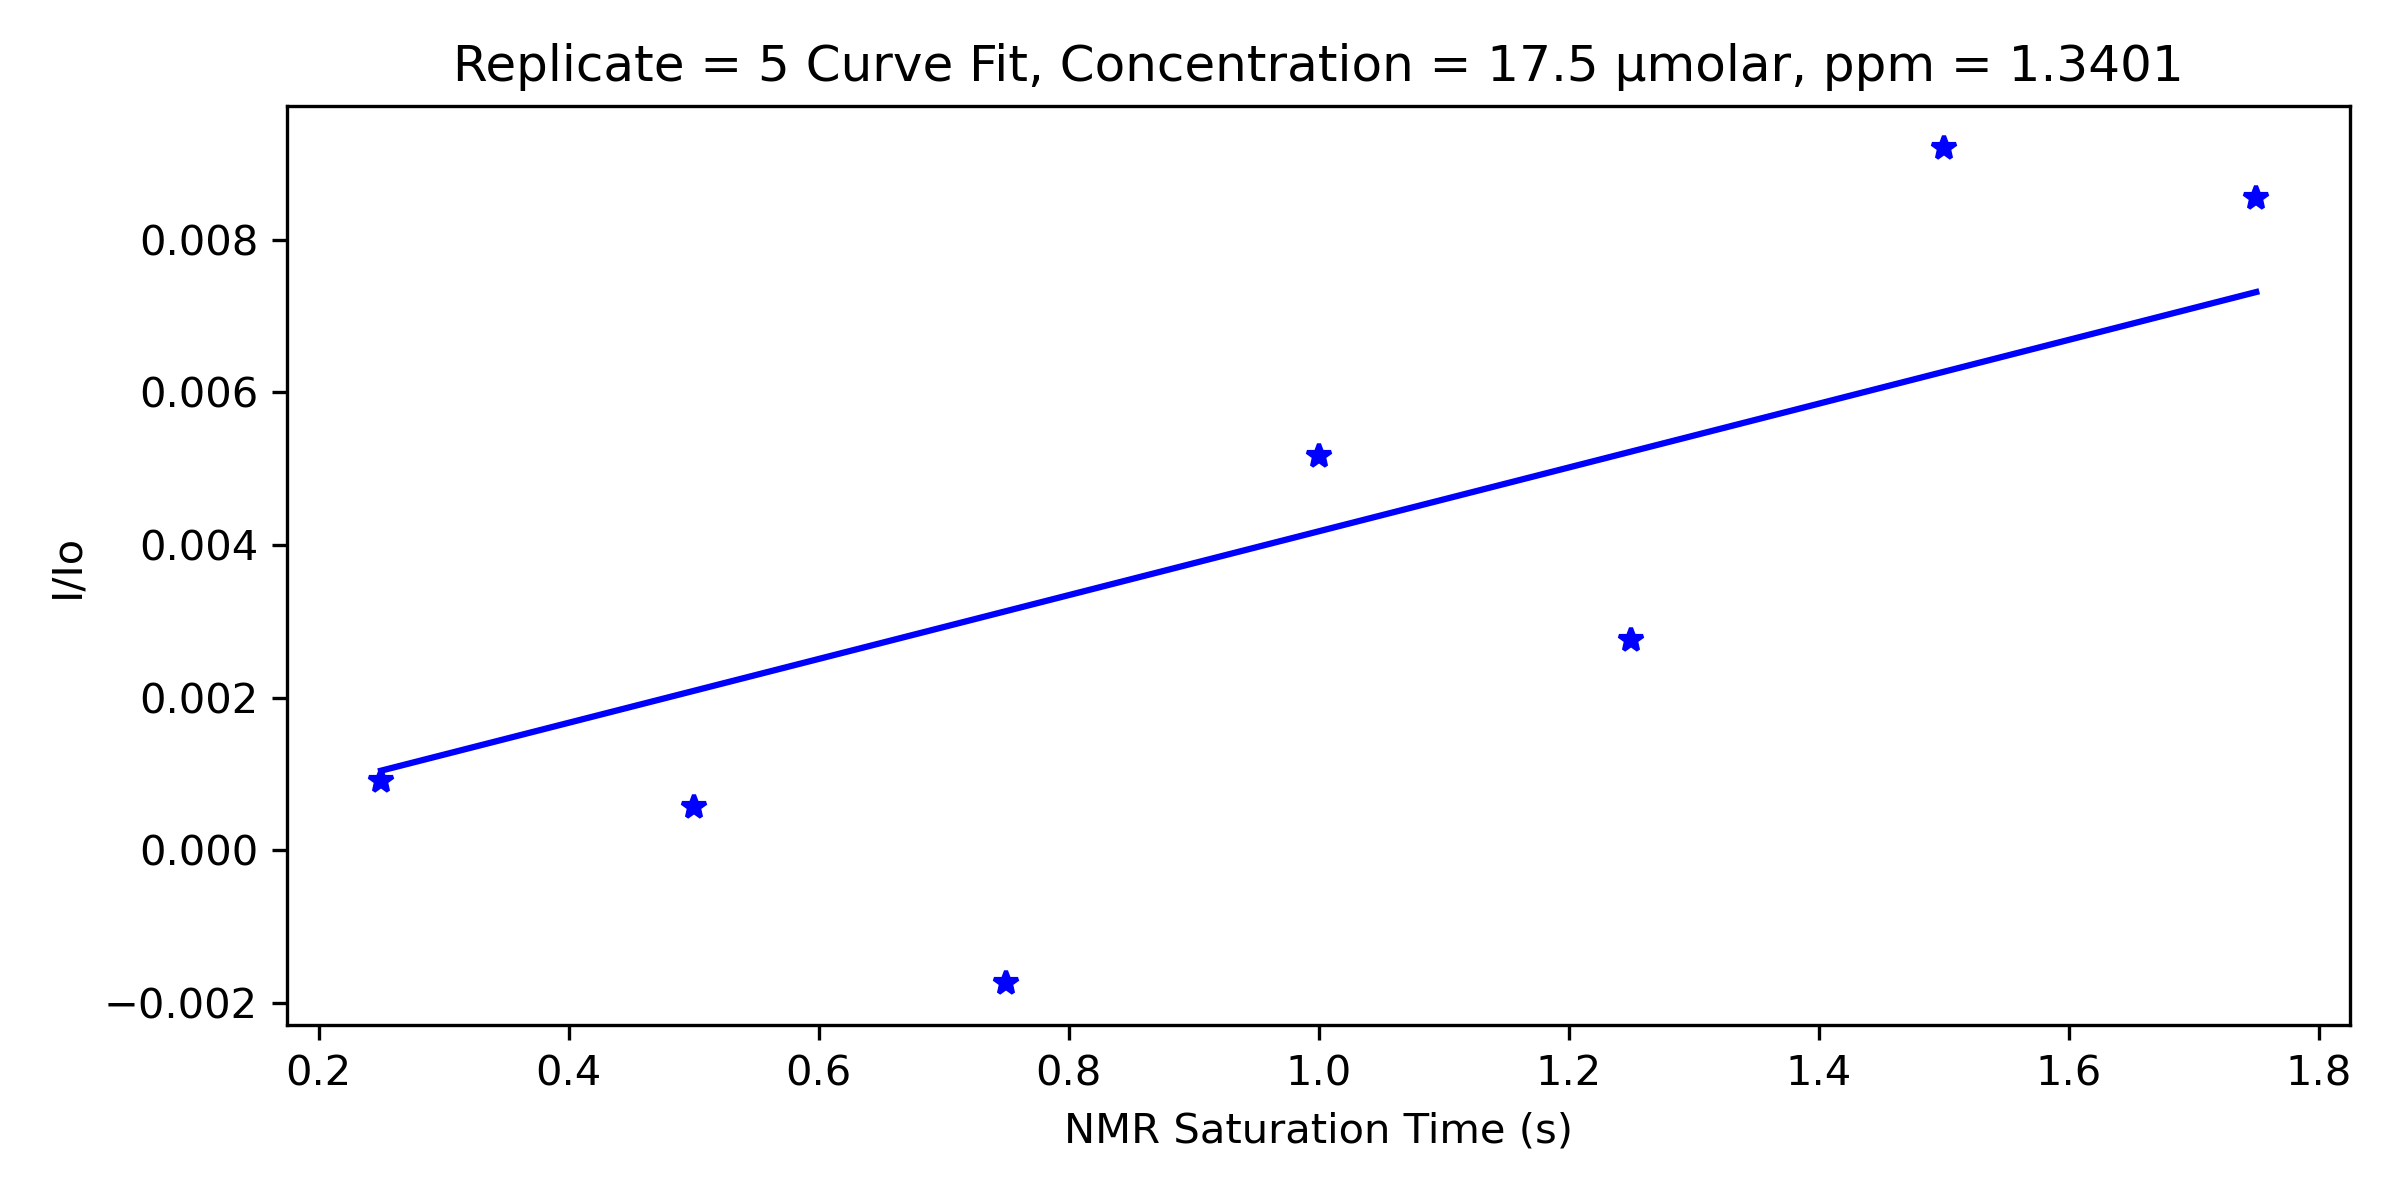 Replicate = 5 Curve Fit, Concentration = 17.5 μmolar, ppm = 1.3401
I/Io
0.008
0.006
0.004
0.002
0.000
−0.002
0.2 0.4 0.6 0.8 1.0 1.2 1.4 1.6 1.8
NMR Saturation Time (s)